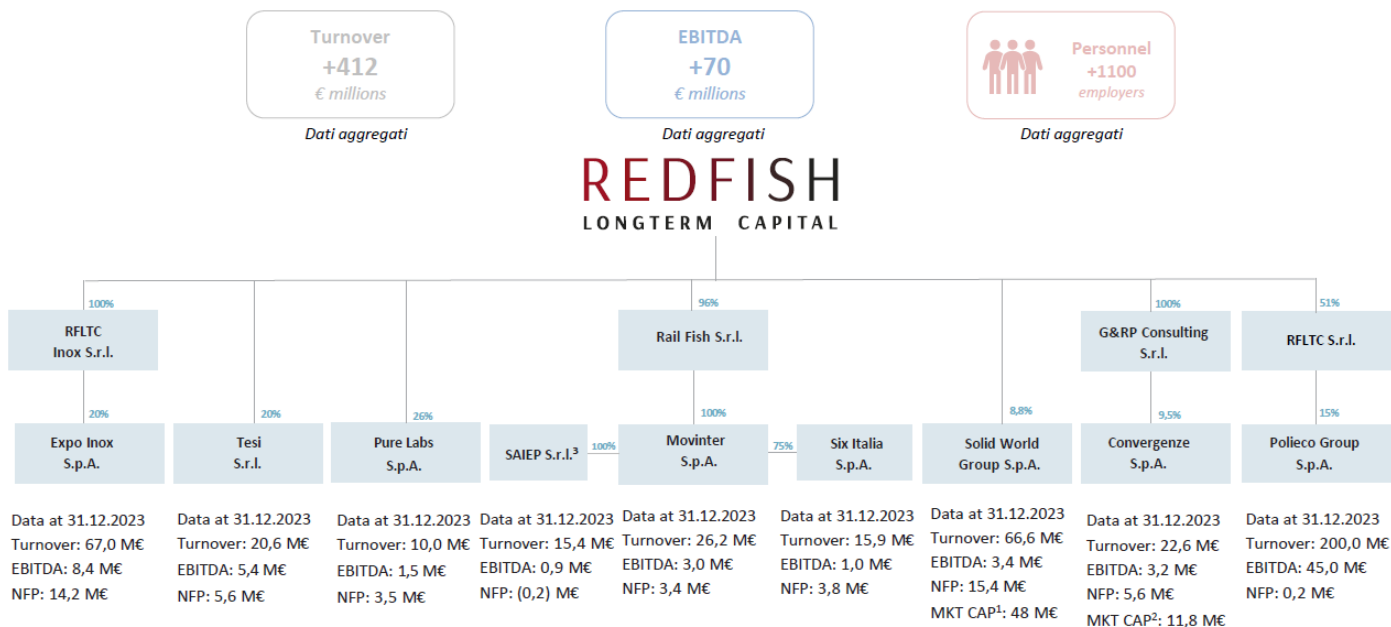 Turnover
+412
€ millions
Dati aggregati
EBITDA
+70
€ millions
Dati aggregati
Personnel
+1100
employers
Dati aggregati
REDFISH
LONGTERM CAPITAL
100%
RFLTC
Inox S.r.l.
96%
Rail Fish S.r.l.
100%
G&RP Consulting
S.r.l.
51%
RFLTC S.r.l.
20%
Expo Inox
S.p.A.
20%
Tesi
S.r.l.
26%
Pure Labs
S.p.A.
SAIEP S.r.l.³
100%
100%
Movinter
S.p.A.
75%
Six Italia
S.p.A.
8,8%
Solid World
Group S.p.A.
9,5%
Convergenze
S.p.A.
15%
Polieco Group
S.p.A.
Data at 31.12.2023
Turnover: 67,0 M€
EBITDA: 8,4 M€
NFP: 14,2 M€
Data at 31.12.2023
Turnover: 20,6 M€
EBITDA: 5,4 M€
NFP: 5,6 M€
Data at 31.12.2023
Turnover: 10,0 M€
EBITDA: 1,5 M€
NFP: 3,5 M€
Data at 31.12.2023
Turnover: 15,4 M€
EBITDA: 0,9 M€
NFP: (0,2) M€
Data at 31.12.2023
Turnover: 26,2 M€
EBITDA: 3,0 M€
NFP: 3,4 M€
Data at 31.12.2023
Turnover: 15,9 M€
EBITDA: 1,0 M€
NFP: 3,8 M€
Data at 31.12.2023
Turnover: 66,6 M€
EBITDA: 3,4 M€
NFP: 15,4 M€
MKT CAP¹: 48 M€
Data at 31.12.2023
Turnover: 22,6 M€
EBITDA: 3,2 M€
NFP: 5,6 M€
MKT CAP²: 11,8 M€
Data at 31.12.2023
Turnover: 200,0 M€
EBITDA: 45,0 M€
NFP: 0,2 M€